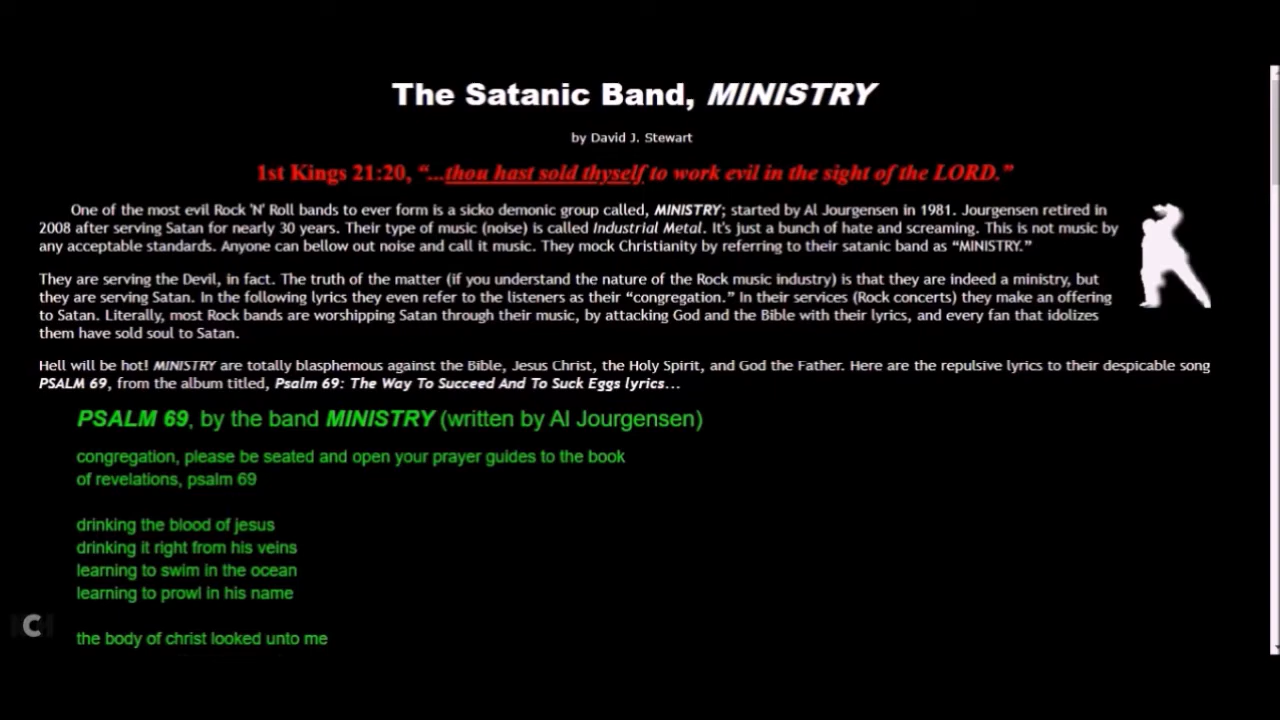 The Satanic Band, MINISTRY
by David J. Stewart
1st Kings 21:20, “...thou hast sold thyself to work evil in the sight of the LORD.”
One of the most evil Rock 'N' Roll bands to ever form is a sicko demonic group called, MINISTRY; started by Al Jourgensen in 1981. Jourgensen retired in
2008 after serving Satan for nearly 30 years. Their type of music (noise) is called Industrial Metal. It's just a bunch of hate and screaming. This is not music by
any acceptable standards. Anyone can bellow out noise and call it music. They mock Christianity by referring to their satanic band as “MINISTRY.”
They are serving the Devil, in fact. The truth of the matter (if you understand the nature of the Rock music industry) is that they are indeed a ministry, but
they are serving Satan. In the following lyrics they even refer to the listeners as their “congregation.” In their services (Rock concerts) they make an offering
to Satan. Literally, most Rock bands are worshipping Satan through their music, by attacking God and the Bible with their lyrics, and every fan that idolizes
them have sold soul to Satan.
Hell will be hot! MINISTRY are totally blasphemous against the Bible, Jesus Christ, the Holy Spirit, and God the Father. Here are the repulsive lyrics to their despicable song
PSALM 69, from the album titled, Psalm 69: The Way To Succeed And To Suck Eggs lyrics...
PSALM 69, by the band MINISTRY (written by Al Jourgensen)
congregation, please be seated and open your prayer guides to the book
of revelations, psalm 69
drinking the blood of jesus
drinking it right from his veins
learning to swim in the ocean
learning to prowl in his name
the body of christ looked unto me